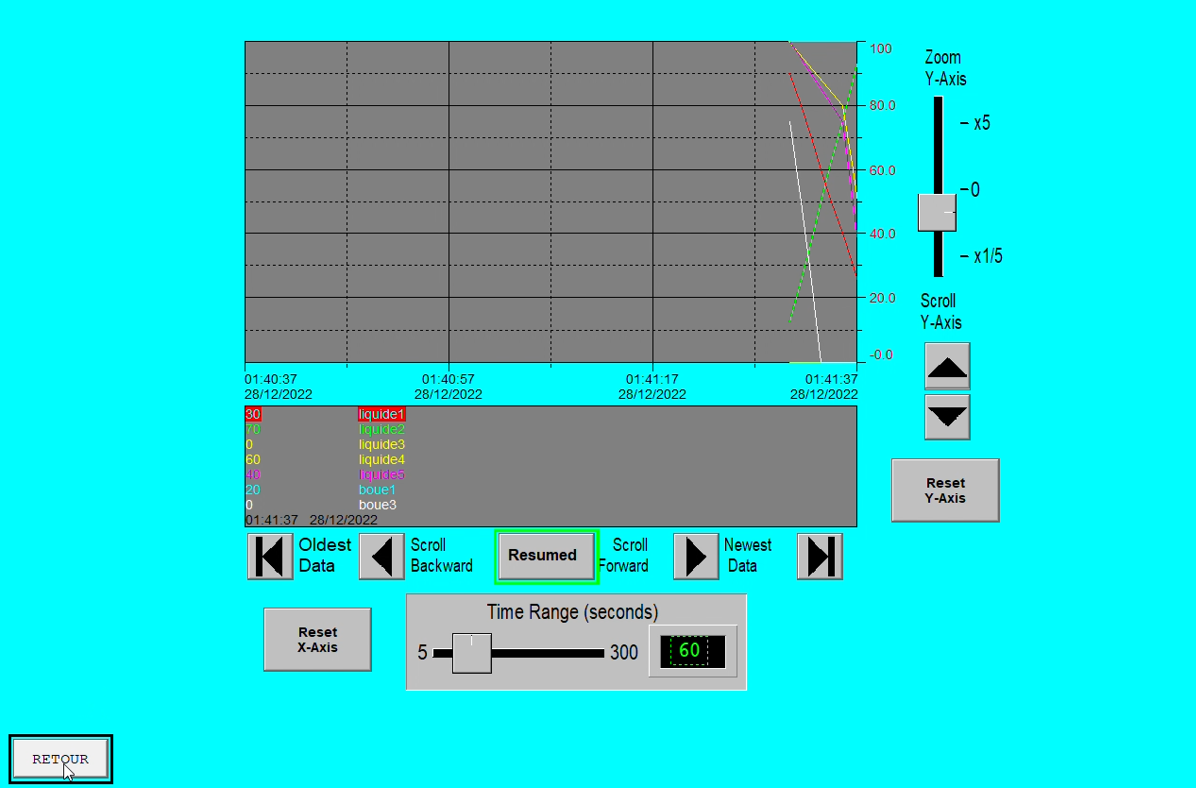 100
80.0
60.0
40.0
20.0
-0.0
Zoom
Y-Axis
x5
0
x1/5
Scroll
Y-Axis
01:40:37 01:40:57 01:41:17 01:41:37
28/12/2022 28/12/2022 28/12/2022 28/12/2022
30 liquide1
70 liquide2
0 liquide3
60 liquide4
40 liquide5
20 boue1
0 boue3
01:41:37 28/12/2022
Reset
Y-Axis
Oldest
Data
Scroll
Backward
Resumed
Scroll
Forward
Newest
Data
Reset
X-Axis
Time Range (seconds)
5 300 60
RETOUR